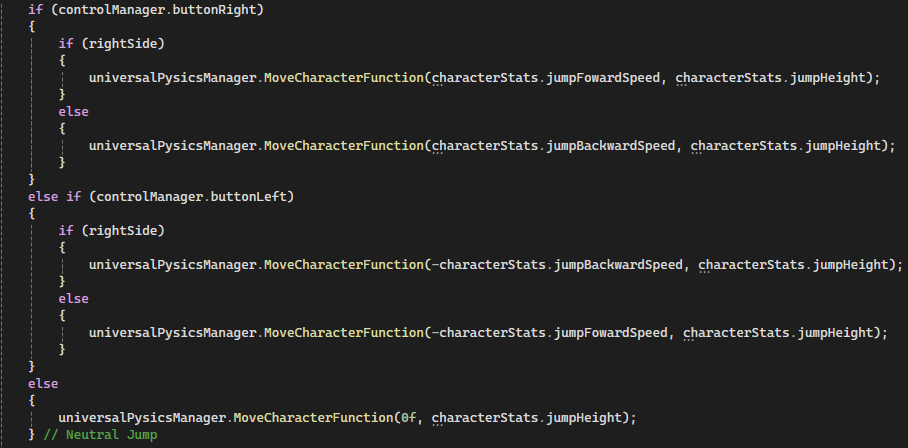 if (controlManager.buttonRight)
{
if (rightSide)
{
universalPysicsManager.MoveCharacterFunction(characterStats.jumpFowardSpeed, characterStats.jumpHeight);
}
else
{
universalPysicsManager.MoveCharacterFunction(characterStats.jumpBackwardSpeed, characterStats.jumpHeight);
}
}
else if (controlManager.buttonLeft)
{
if (rightSide)
{
universalPysicsManager.MoveCharacterFunction(-characterStats.jumpBackwardSpeed, characterStats.jumpHeight);
}
else
{
universalPysicsManager.MoveCharacterFunction(-characterStats.jumpFowardSpeed, characterStats.jumpHeight);
}
}
else
{
universalPysicsManager.MoveCharacterFunction(0f, characterStats.jumpHeight);
} // Neutral Jump